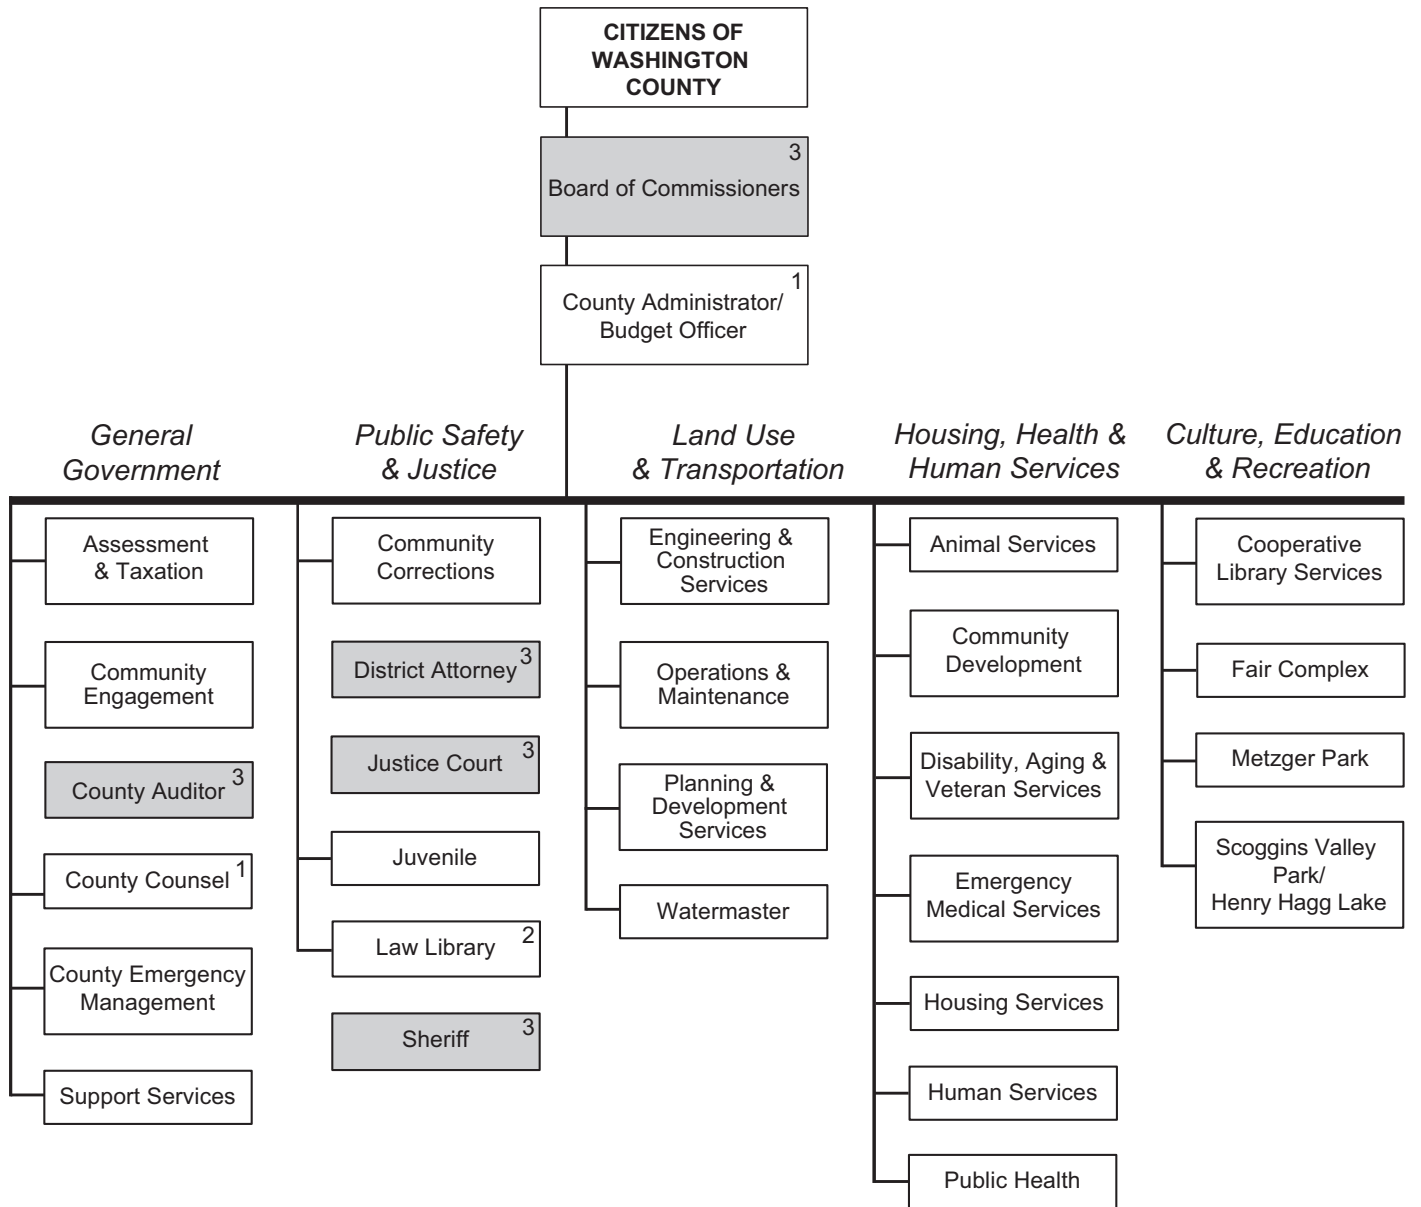 CITIZENS OF
WASHINGTON
COUNTY
3
Board of Commissioners
1
County Administrator/
Budget Officer
General
Government
Assessment
& Taxation
Community
Engagement
3
County Auditor
1
County Counsel
County Emergency
Management
Support Services
Public Safety
& Justice
Community
Corrections
3
District Attorney
3
Justice Court
Juvenile
2
Law Library
3
Sheriff
Land Use
& Transportation
Engineering &
Construction
Services
Operations &
Maintenance
Planning &
Development
Services
Watermaster
Housing, Health &
Human Services
Animal Services
Community
Development
Disability, Aging &
Veteran Services
Emergency
Medical Services
Housing Services
Human Services
Public Health
Culture, Education
& Recreation
Cooperative
Library Services
Fair Complex
Metzger Park
Scoggins Valley
Park/
Henry Hagg Lake